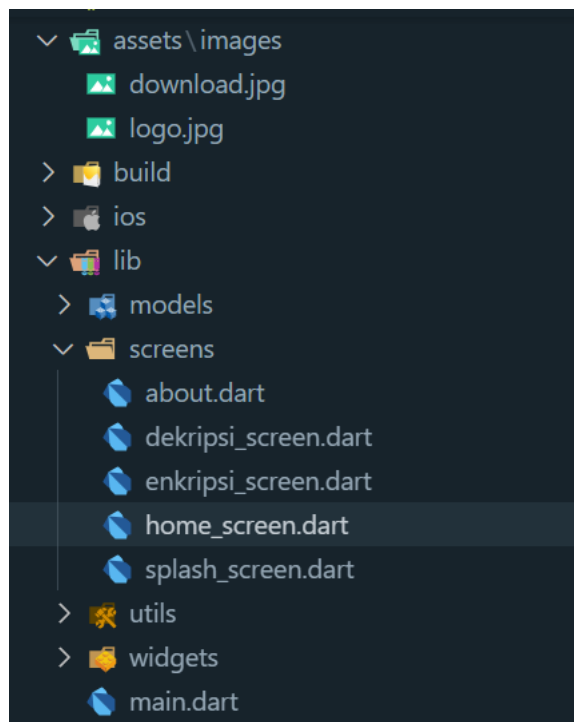 assets\images
download.jpg
logo.jpg
build
ios
lib
models
screens
about.dart
dekripsi_screen.dart
enkripsi_screen.dart
home_screen.dart
splash_screen.dart
utils
widgets
main.dart